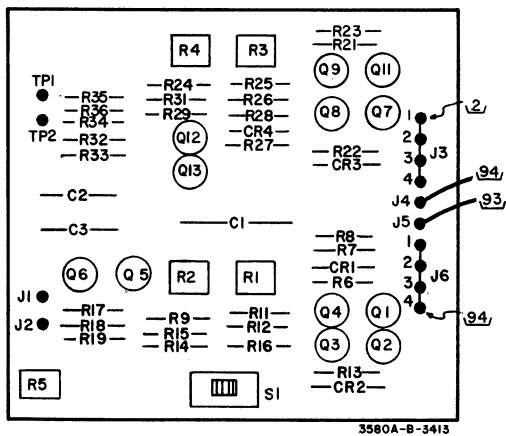 R23
R21
R4
R3
Q9
Q11
TP1
R24
R25
R35
R31
R26
R36
R29
R28
Q8
Q7
1
2
R34
CR4
TP2
Q12
R27
2
R32
R22
3
J3
R33
CR3
Q13
4
94
C2
J4
93
C1
J5
C3
R8
1
R7
Q6
Q5
R2
R1
CR1
2
J6
R6
3
J1
R17
R9
R11
Q4
Q1
4
J2
R18
R15
R12
94
R19
R14
R16
Q3
Q2
R13
R5
S1
CR2
3580A-B-3413